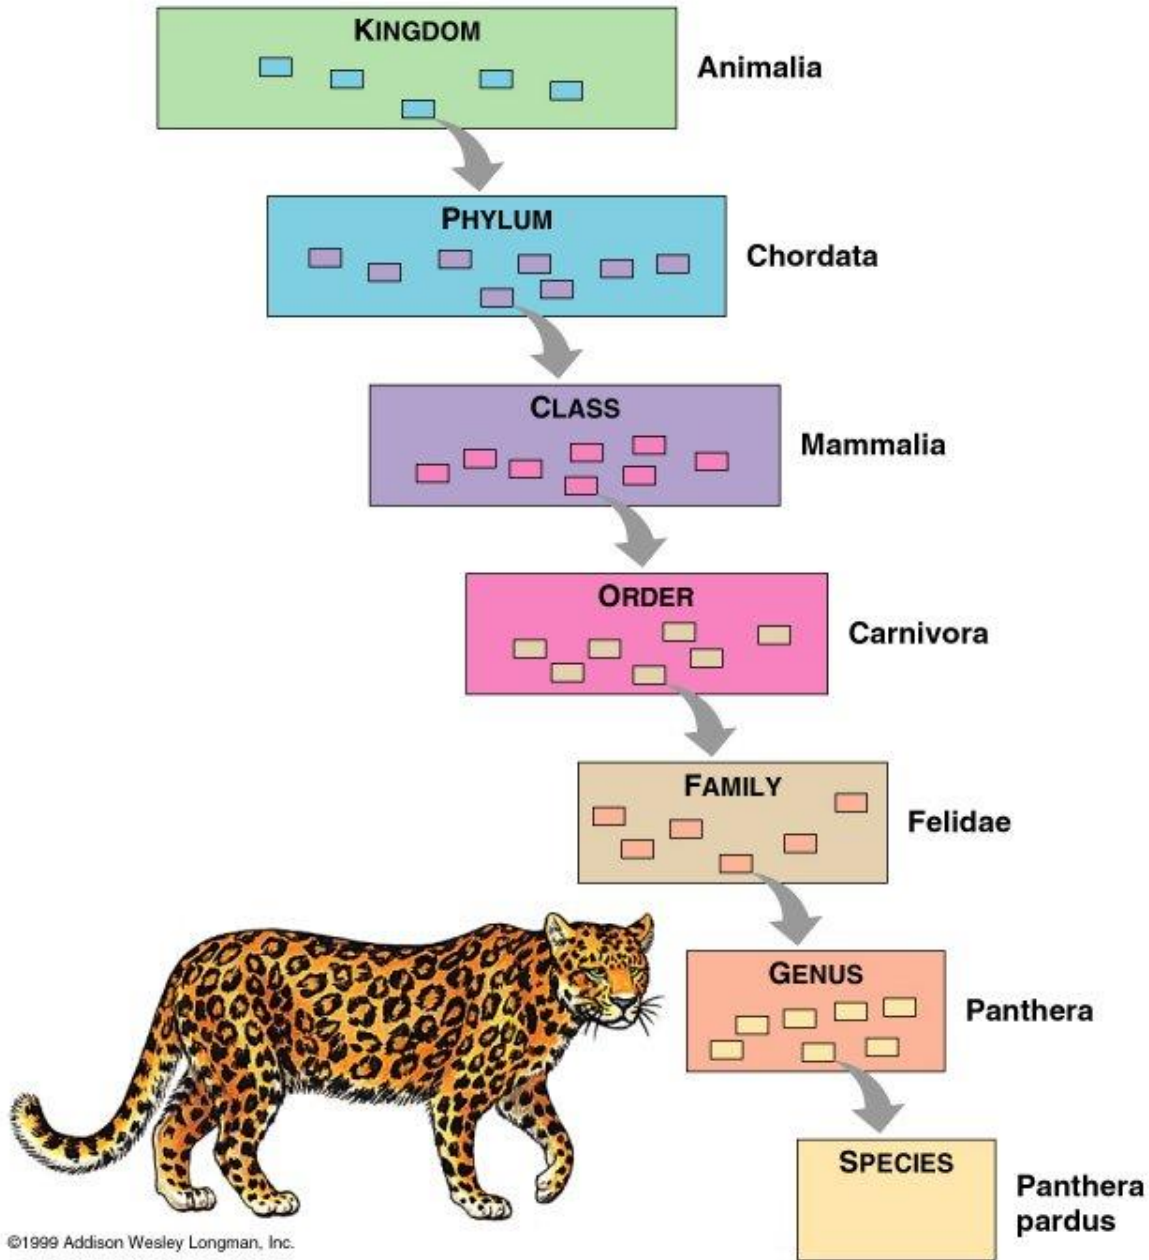 KINGDOM
Animalia
PHYLUM
Chordata
CLASS
Mammalia
ORDER
Carnivora
FAMILY
Felidae
GENUS
Panthera
SPECIES
Panthera
pardus
©1999 Addison Wesley Longman, Inc.